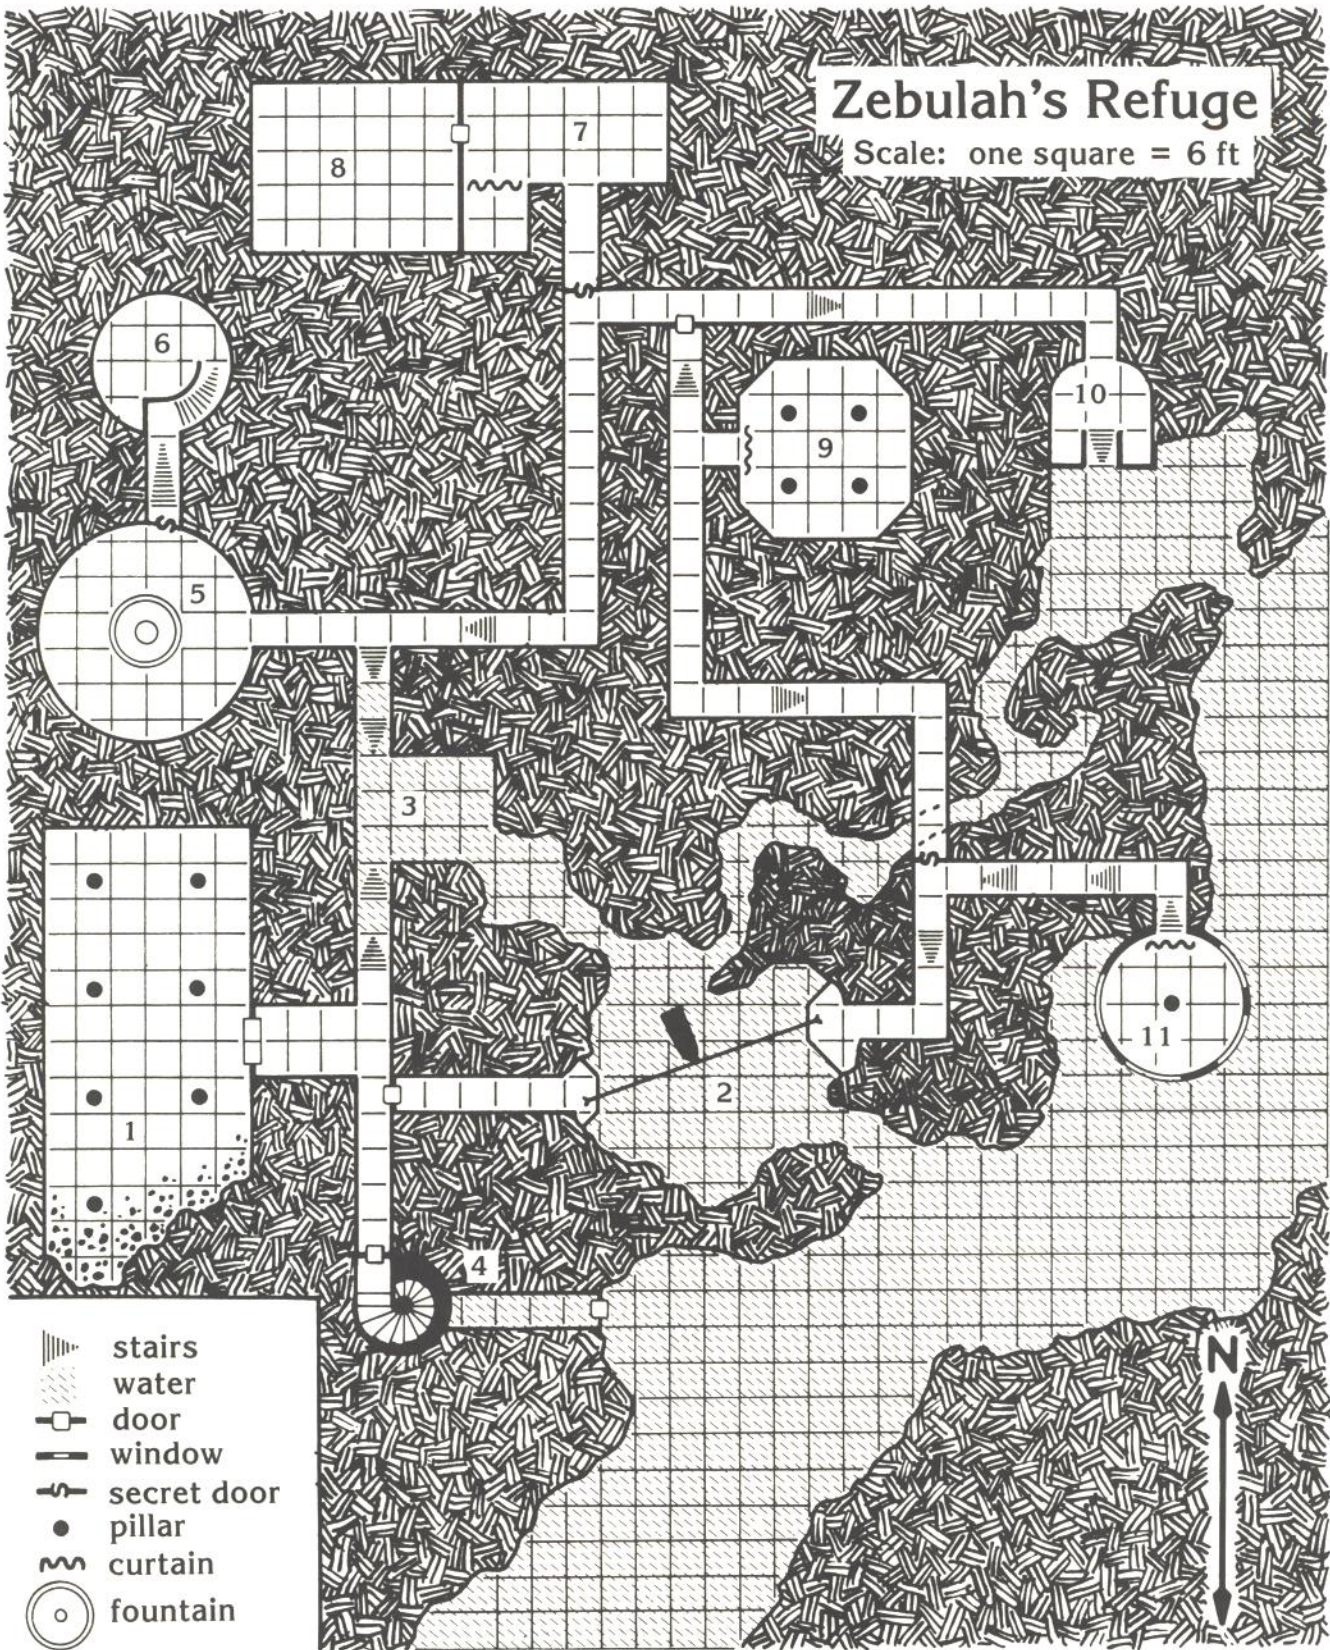 Zebulah's Refuge
Scale: one square = 6 ft
7
8
6
10
9
5
3
11
2
1
4
N
stairs
water
door
window
secret door
pillar
curtain
fountain